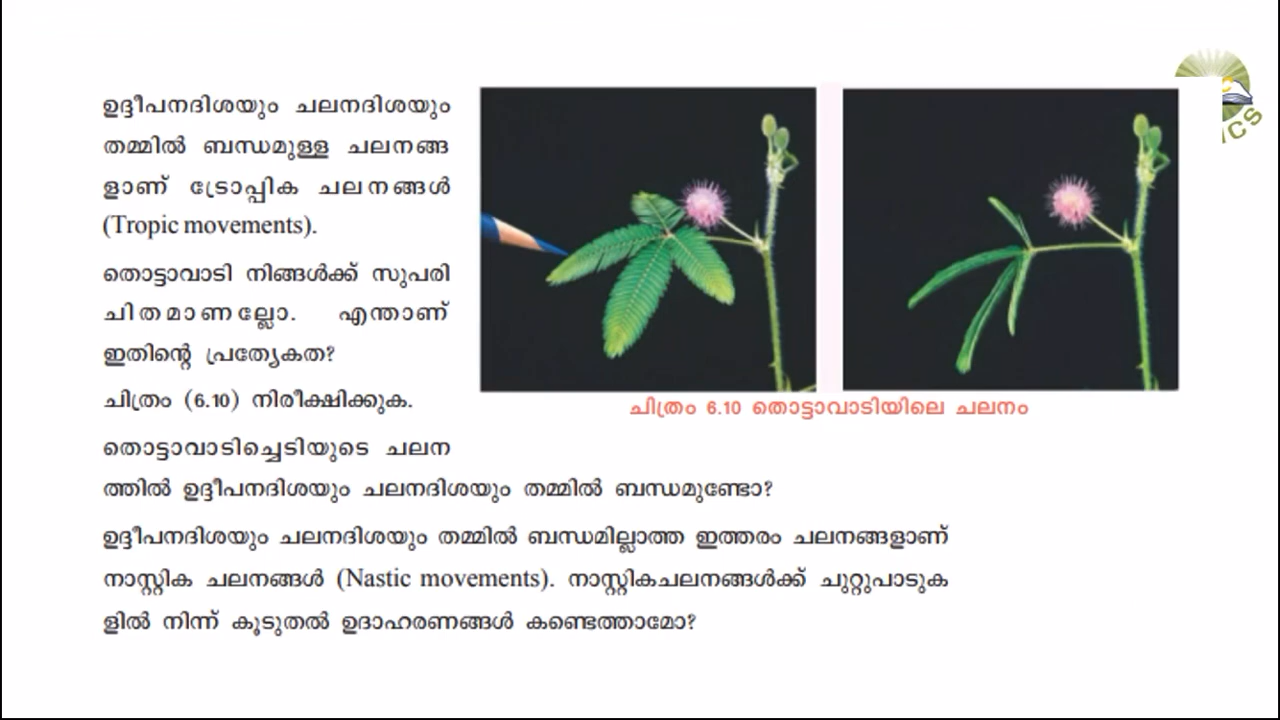 ഉദ്ദീപനദിശയും ചലനദിശയും
തമ്മിൽ ബന്ധമുള്ള ചലനങ്ങ
ളാണ് ട്രോപ്പിക ചലനങ്ങൾ
(Tropic movements).
തൊട്ടാവാടി നിങ്ങൾക്ക് സുപരി
ചിതമാണല്ലോ. എന്താണ്
ഇതിന്റെ പ്രത്യേകത?
ചിത്രം (6.10) നിരീക്ഷിക്കുക.
തൊട്ടാവാടിച്ചെടിയുടെ ചലന
ത്തിൽ ഉദ്ദീപനദിശയും ചലനദിശയും തമ്മിൽ ബന്ധമുണ്ടോ?
ഉദ്ദീപനദിശയും ചലനദിശയും തമ്മിൽ ബന്ധമില്ലാത്ത ഇത്തരം ചലനങ്ങളാണ്
നാസ്റ്റിക ചലനങ്ങൾ (Nastic movements). നാസ്റ്റികചലനങ്ങൾക്ക് ചുറ്റുപാടുക
ളിൽ നിന്ന് കൂടുതൽ ഉദാഹരണങ്ങൾ കണ്ടെത്താമോ?
ചിത്രം 6.10 തൊട്ടാവാടിയിലെ ചലനം